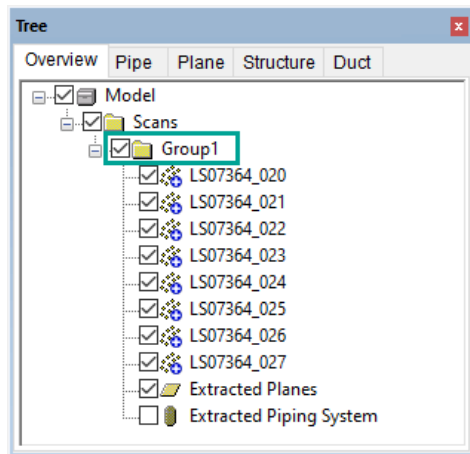 Tree
Overview Pipe Plane Structure Duct
Model
Scans
Group1
LS07364_020
LS07364_021
LS07364_022
LS07364_023
LS07364_024
LS07364_025
LS07364_026
LS07364_027
Extracted Planes
Extracted Piping System